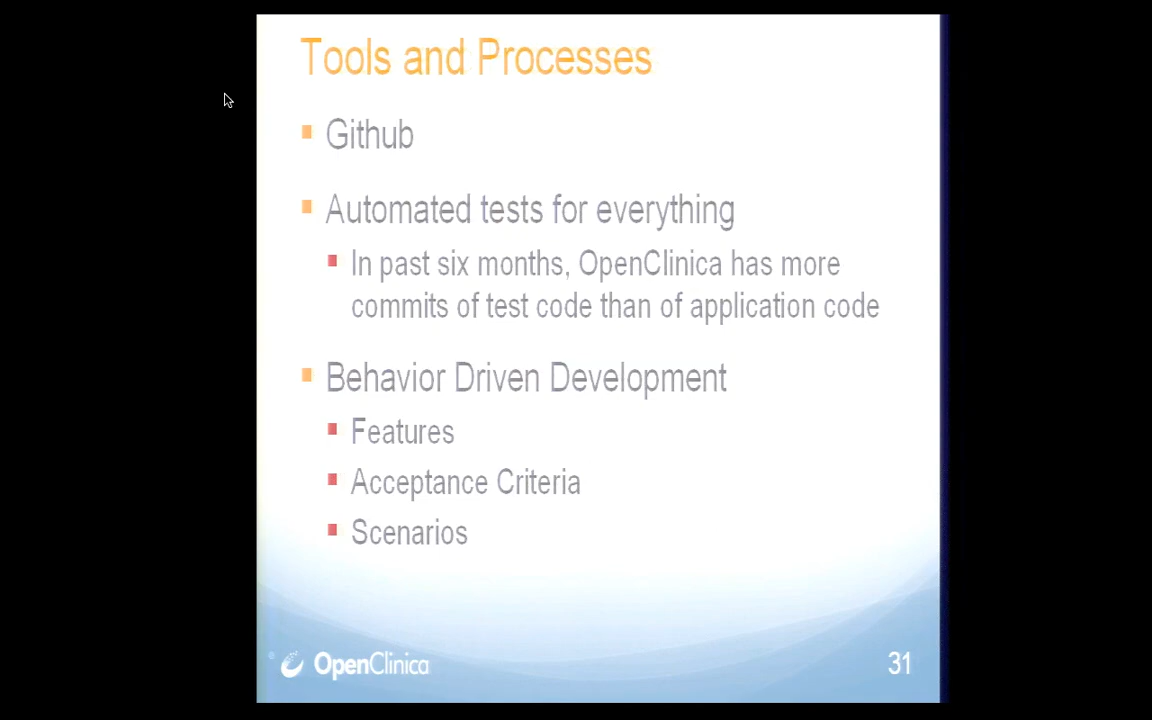 Tools and Processes
Github
Automated tests for everything
In past six months, OpenClinica has more
commits of test code than of application code
Behavior Driven Development
Features
Acceptance Criteria
Scenarios
OpenClinica
31